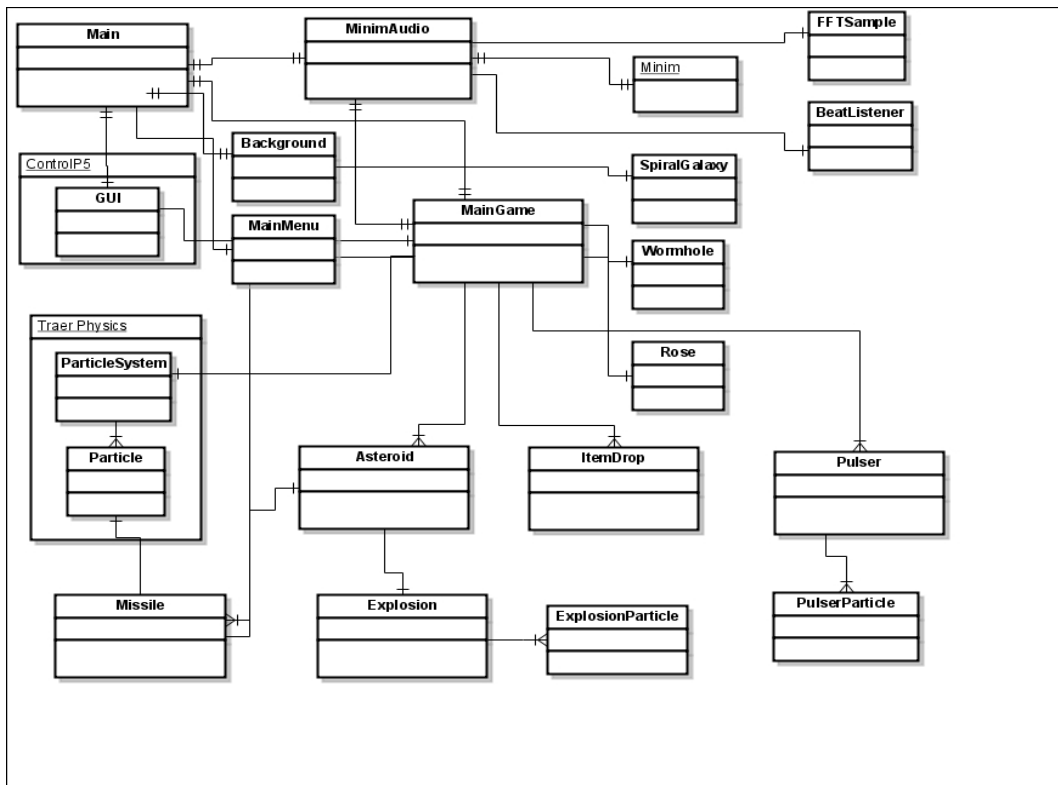 Main
MinimAudio
FFTSample
Minim
BeatListener
Background
ControlP5
SpiralGalaxy
GUI
MainGame
MainMenu
Wormhole
Traer Physics
Rose
ParticleSystem
Particle
Asteroid
ItemDrop
Pulser
Missile
Explosion
ExplosionParticle
PulserParticle